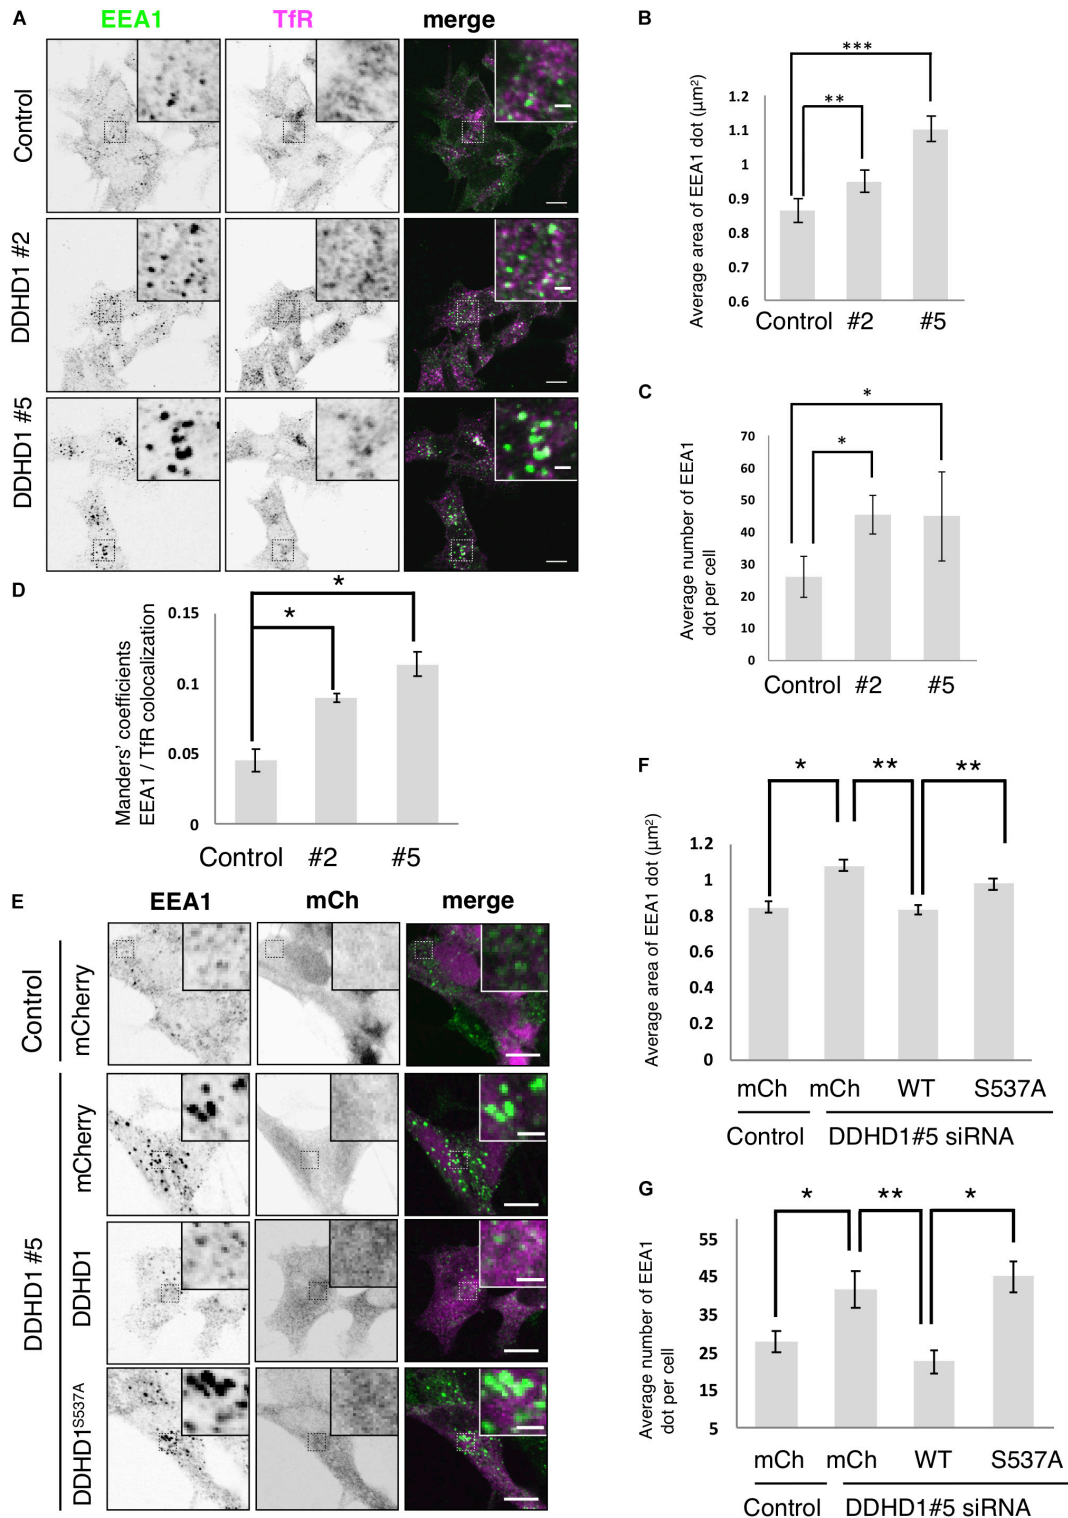 A
EEA1 TfR merge
Control
DDHD1 #2
DDHD1 #5
B
Average area of EEA1 dot (µm²)
1.2
1.1
1
0.9
0.8
0.7
0.6
***
**
Control #2 #5
C
Average number of EEA1
dot per cell
70
60
50
40
30
20
10
0
*
*
Control #2 #5
D
Manders' coefficients
EEA1 / TfR colocalization
0.15
0.1
0.05
0
*
*
Control #2 #5
E
EEA1 mCh merge
Control
mCherry
DDHD1 #5
mCherry
DDHD1
DDHD1S537A
F
Average area of EEA1 dot (µm²)
1.2
1
0.8
0.6
0.4
0.2
0
* ** **
mCh mCh WT S537A
Control DDHD1#5 siRNA
G
Average number of EEA1
dot per cell
55
45
35
25
15
5
* ** *
mCh mCh WT S537A
Control DDHD1#5 siRNA